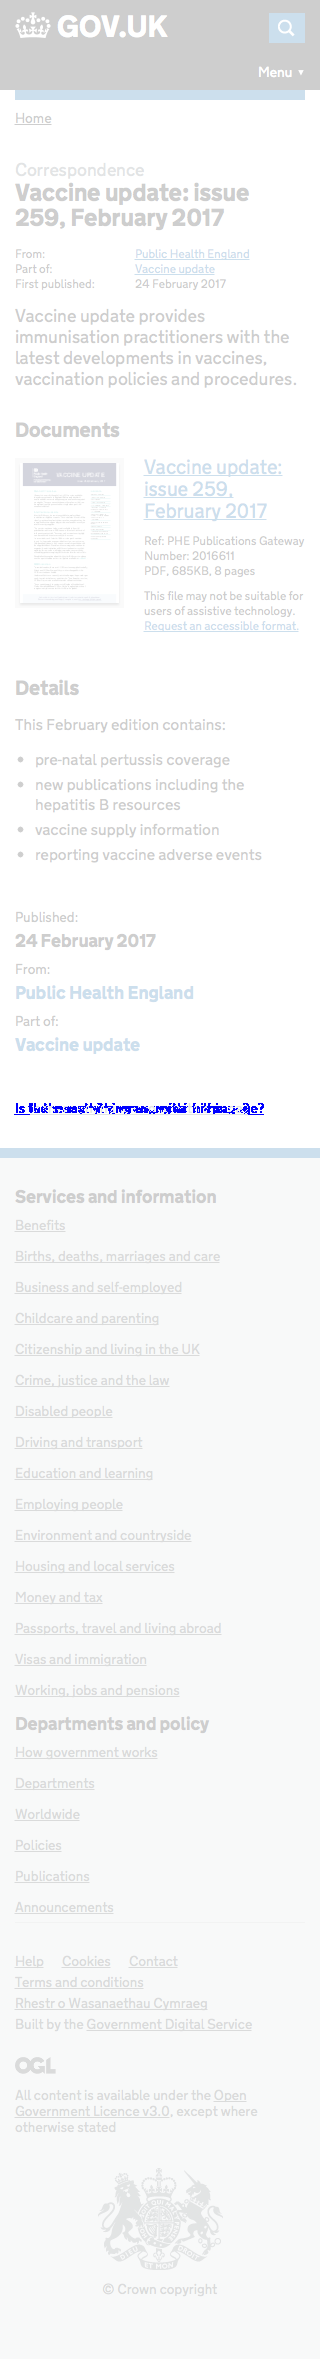 GOV.UK
Menu ▼
Home
Correspondence
Vaccine update: issue
259, February 2017
From: Public Health England
Part of: Vaccine update
First published: 24 February 2017
Vaccine update provides
immunisation practitioners with the
latest developments in vaccines,
vaccination policies and procedures.
Documents
VACCINE UPDATE
Vaccine update:
issue 259,
February 2017
Ref: PHE Publications Gateway
Number: 2016611
PDF, 685KB, 8 pages
This file may not be suitable for
users of assistive technology.
Request an accessible format.
Details
This February edition contains:
• pre-natal pertussis coverage
• new publications including the
hepatitis B resources
• vaccine supply information
• reporting vaccine adverse events
Published:
24 February 2017
From:
Public Health England
Part of:
Vaccine update
Services and information
Benefits
Births, deaths, marriages and care
Business and self-employed
Childcare and parenting
Citizenship and living in the UK
Crime, justice and the law
Disabled people
Driving and transport
Education and learning
Employing people
Environment and countryside
Housing and local services
Money and tax
Passports, travel and living abroad
Visas and immigration
Working, jobs and pensions
Departments and policy
How government works
Departments
Worldwide
Policies
Publications
Announcements
Help Cookies Contact
Terms and conditions
Rhestr o Wasanaethau Cymraeg
Built by the Government Digital Service
OGL
All content is available under the Open
Government Licence v3.0, except where
otherwise stated
© Crown copyright